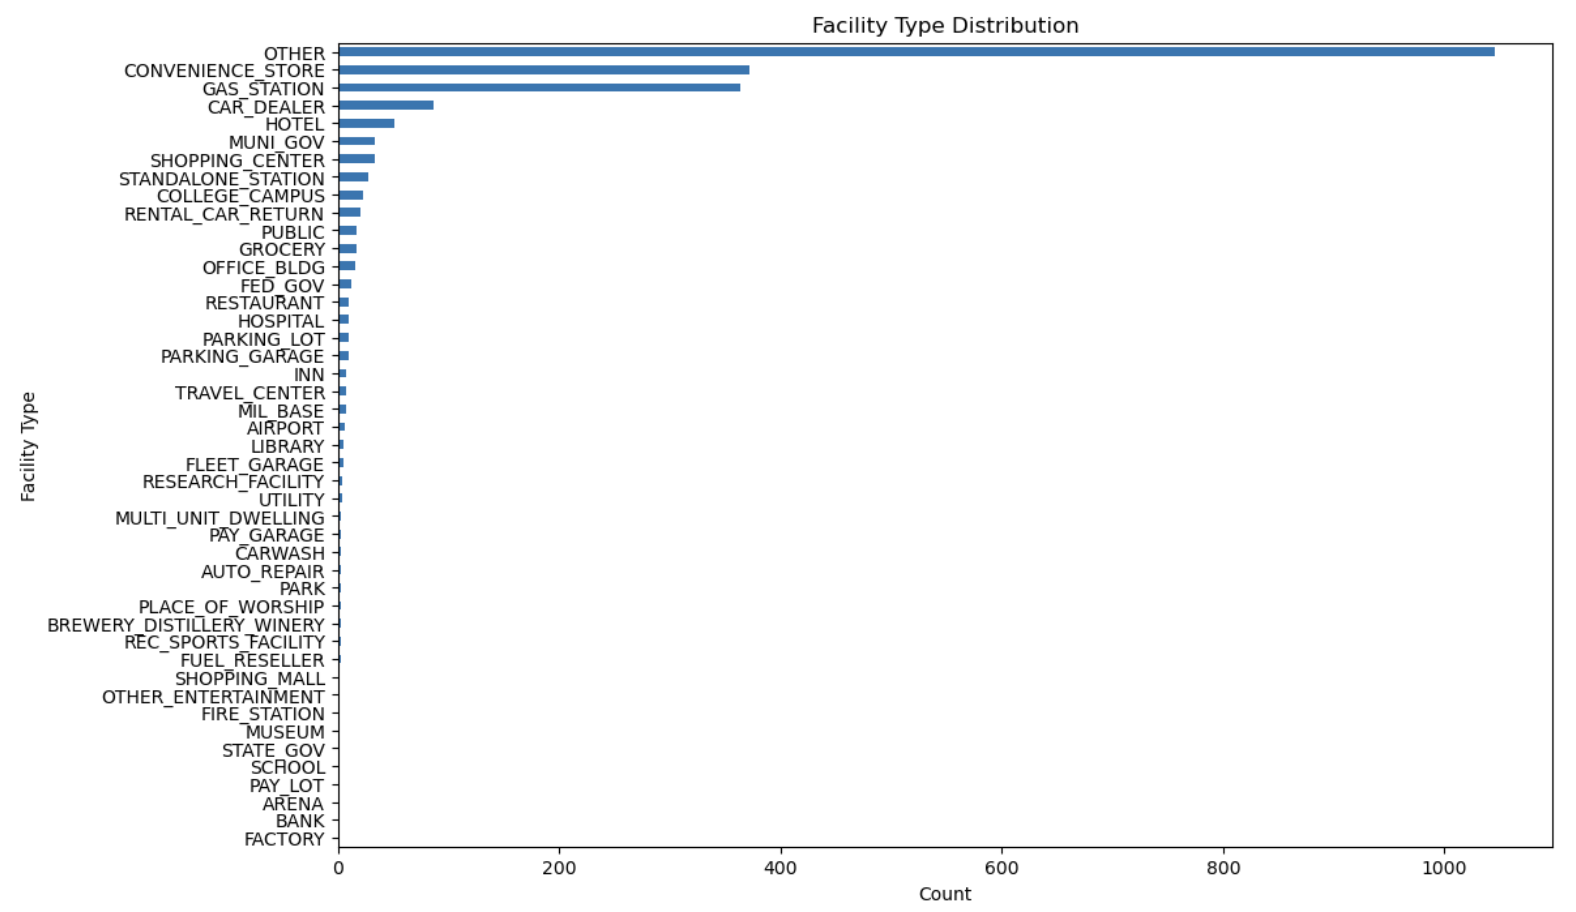 Facility Type Distribution
OTHER
CONVENIENCE_STORE
GAS_STATION
CAR_DEALER
HOTEL
MUNI_GOV
SHOPPING_CENTER
STANDALONE_STATION
COLLEGE_CAMPUS
RENTAL_CAR_RETURN
PUBLIC
GROCERY
OFFICE_BLDG
FED_GOV
RESTAURANT
HOSPITAL
PARKING_LOT
PARKING_GARAGE
INN
TRAVEL_CENTER
MIL_BASE
AIRPORT
LIBRARY
FLEET_GARAGE
RESEARCH_FACILITY
UTILITY
MULTI_UNIT_DWELLING
PAY_GARAGE
CARWASH
AUTO_REPAIR
PARK
PLACE_OF_WORSHIP
BREWERY_DISTILLERY_WINERY
REC_SPORTS_FACILITY
FUEL_RESELLER
SHOPPING_MALL
OTHER_ENTERTAINMENT
FIRE_STATION
MUSEUM
STATE_GOV
SCHOOL
PAY_LOT
ARENA
BANK
FACTORY
Facility Type
0 200 400 600 800 1000
Count